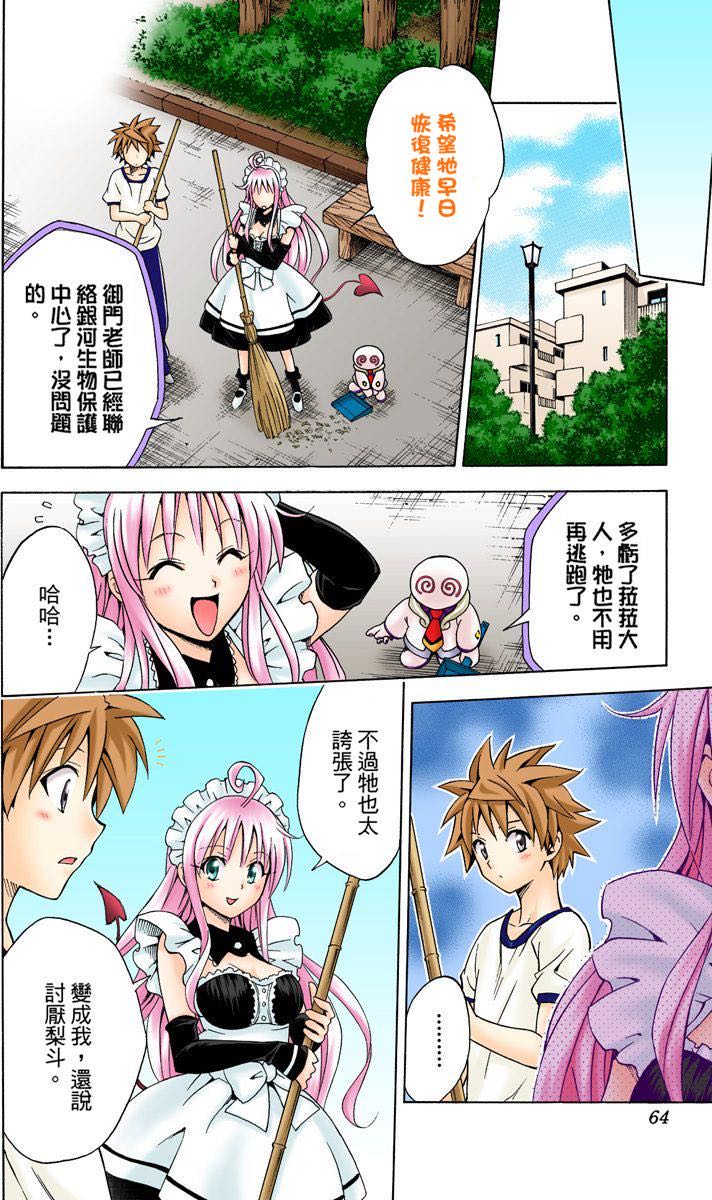 希望牠早日
恢復健康！
御門老師已經聯
絡銀河生物保護
中心了，沒問題
的。
多虧了菈菈大
人，牠也不用
再逃跑了。
哈哈…
………
不過牠也太
誇張了。
變成我，還說
討厭梨斗。
64